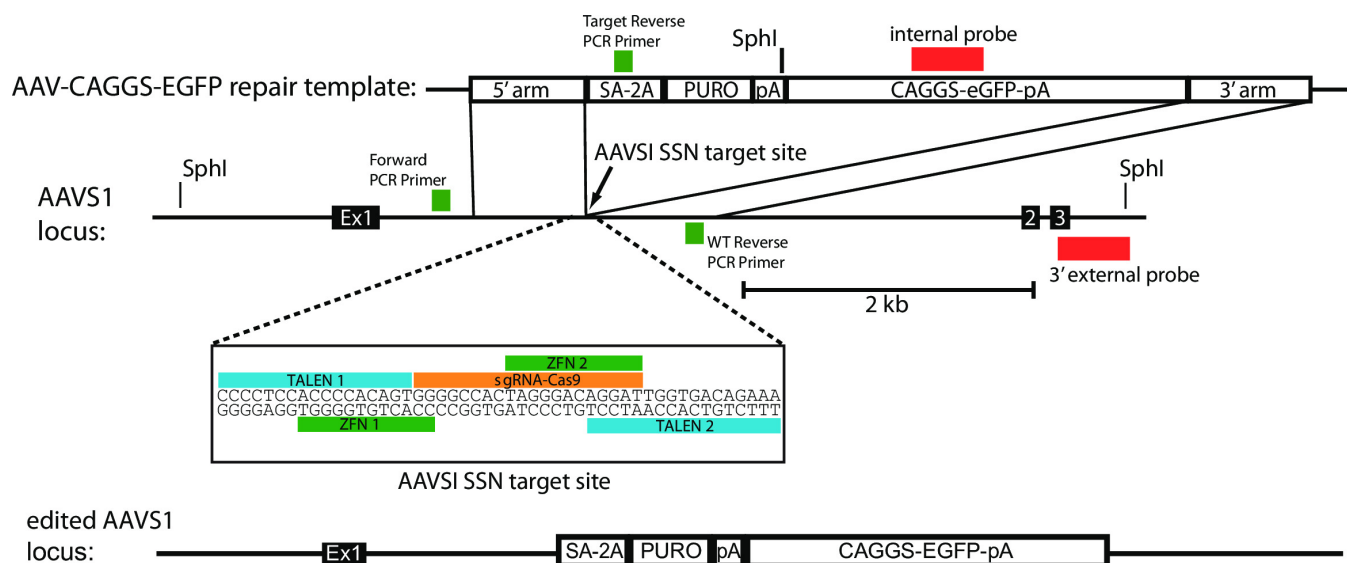 Target Reverse
PCR Primer
SphI
internal probe
AAV-CAGGS-EGFP repair template:
5' arm
SA-2A
PURO
pA
CAGGS-eGFP-pA
3' arm
AAVSI SSN target site
Forward
PCR Primer
SphI
SphI
AAVS1
locus:
Ex1
2
3
WT Reverse
PCR Primer
3' external probe
2 kb
ZFN 2
TALEN 1
sgRNA-Cas9
CCCCTCCACCCCACAGTGGGGCCACTAGGGACAGGATTGGTGACAGAAA
GGGGAGGTGGGGTGTCACCCCGGTGATCCCTGTCCTAACCACTGTCTTT
ZFN 1
TALEN 2
AAVSI SSN target site
edited AAVS1
locus:
Ex1
SA-2A
PURO
pA
CAGGS-EGFP-pA